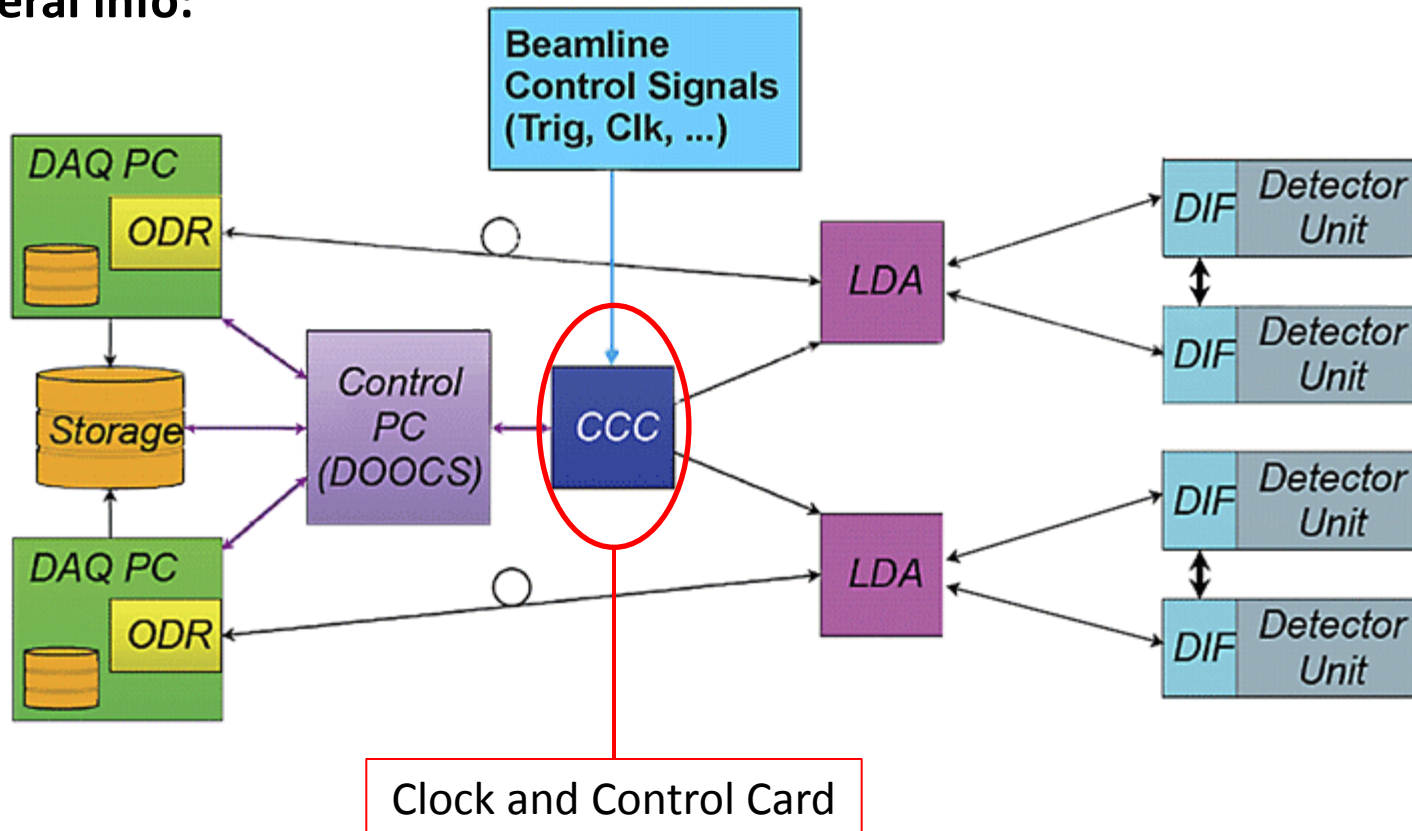 eral info:
Beamline
Control Signals
(Trig, Clk, ...)
DAQ PC
ODR
LDA
DIF
Detector
Unit
DIF
Detector
Unit
Storage
Control
PC
(DOOCS)
CCC
DAQ PC
ODR
LDA
DIF
Detector
Unit
DIF
Detector
Unit
Clock and Control Card